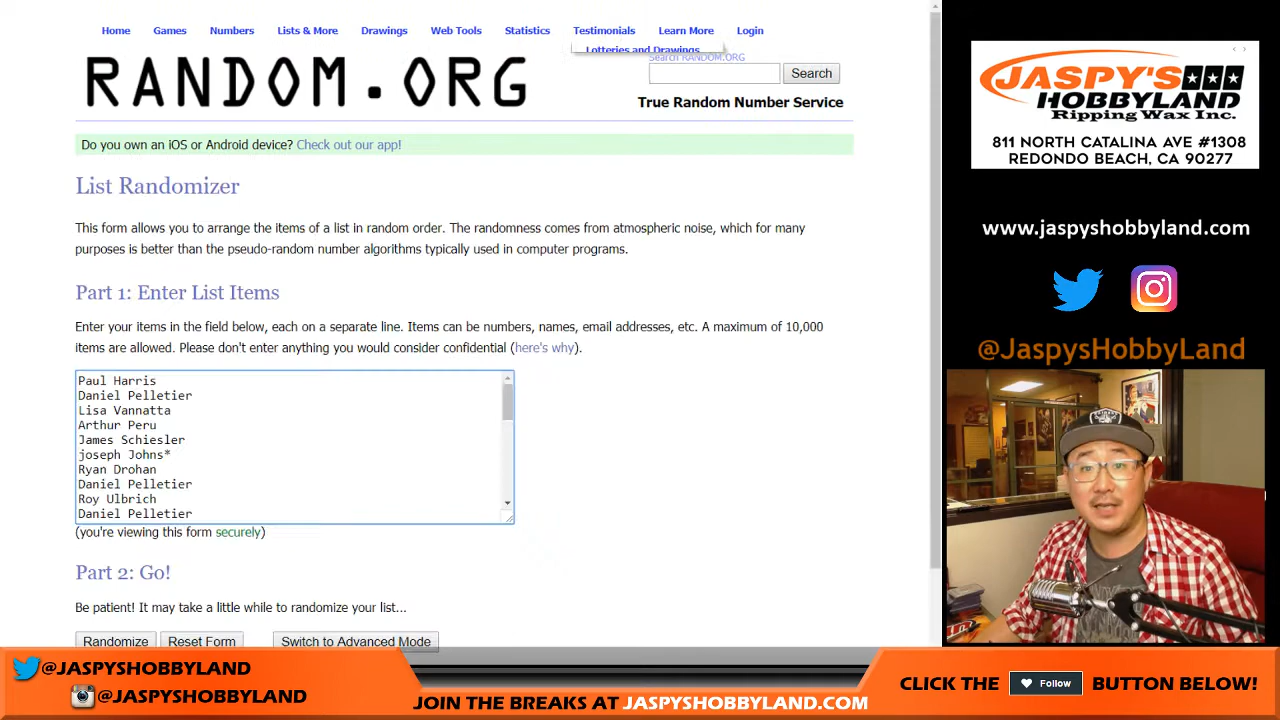 Home Games Numbers Lists & More Drawings Web Tools Statistics Testimonials Learn More Login
Lotteries and Drawings
Search RANDOM.ORG
RANDOM.ORG
Search
True Random Number Service
Do you own an iOS or Android device? Check out our app!
List Randomizer
This form allows you to arrange the items of a list in random order. The randomness comes from atmospheric noise, which for many
purposes is better than the pseudo-random number algorithms typically used in computer programs.
Part 1: Enter List Items
Enter your items in the field below, each on a separate line. Items can be numbers, names, email addresses, etc. A maximum of 10,000
items are allowed. Please don't enter anything you would consider confidential (here's why).
Paul Harris
Daniel Pelletier
Lisa Vannatta
Arthur Peru
James Schiesler
joseph Johns*
Ryan Drohan
Daniel Pelletier
Roy Ulbrich
Daniel Pelletier
(you're viewing this form securely)
Part 2: Go!
Be patient! It may take a little while to randomize your list...
Randomize Reset Form Switch to Advanced Mode
JASPY'S
HOBBYLAND
Ripping Wax Inc.
811 NORTH CATALINA AVE #1308
REDONDO BEACH, CA 90277
www.jaspyshobbyland.com
@JaspysHobbyLand
RAIDERS
@JASPYSHOBBYLAND
@JASPYSHOBBYLAND
JOIN THE BREAKS AT JASPYSHOBBYLAND.COM
CLICK THE Follow BUTTON BELOW!